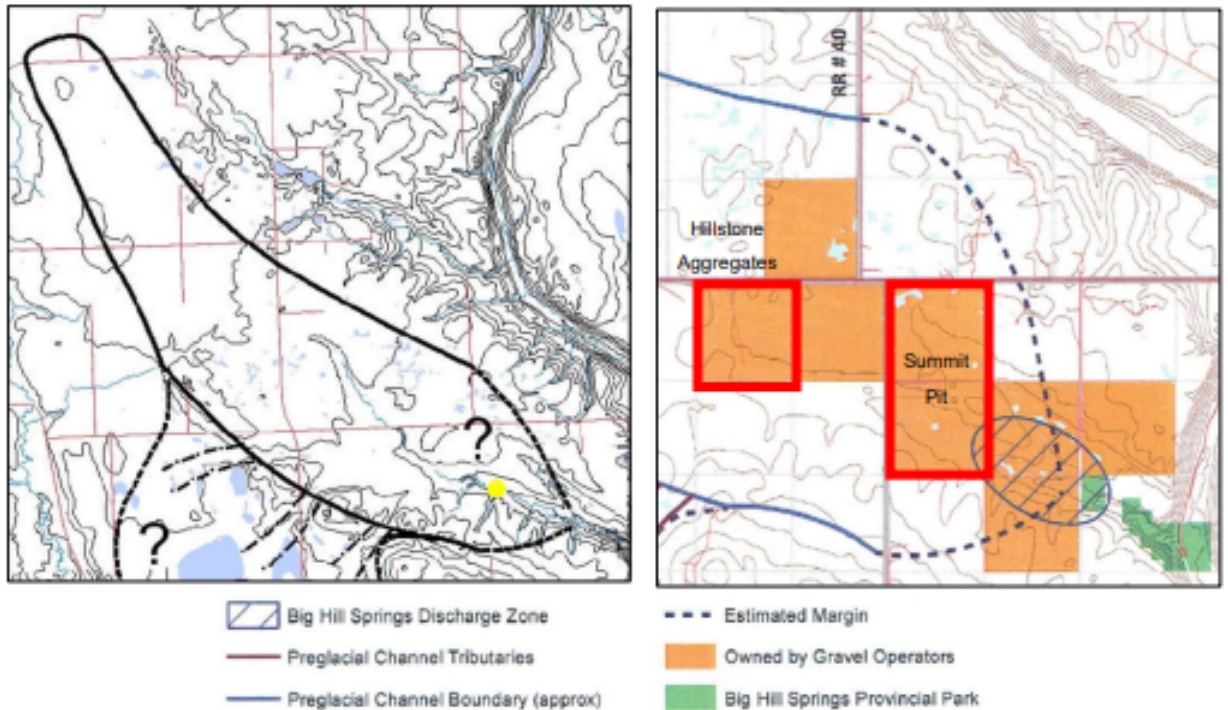 ?
?
RR #40
Hillstone
Aggregates
Summit
Pit
Big Hill Springs Discharge Zone
Preglacial Channel Tributaries
Preglacial Channel Boundary (approx)
Estimated Margin
Owned by Gravel Operators
Big Hill Springs Provincial Park